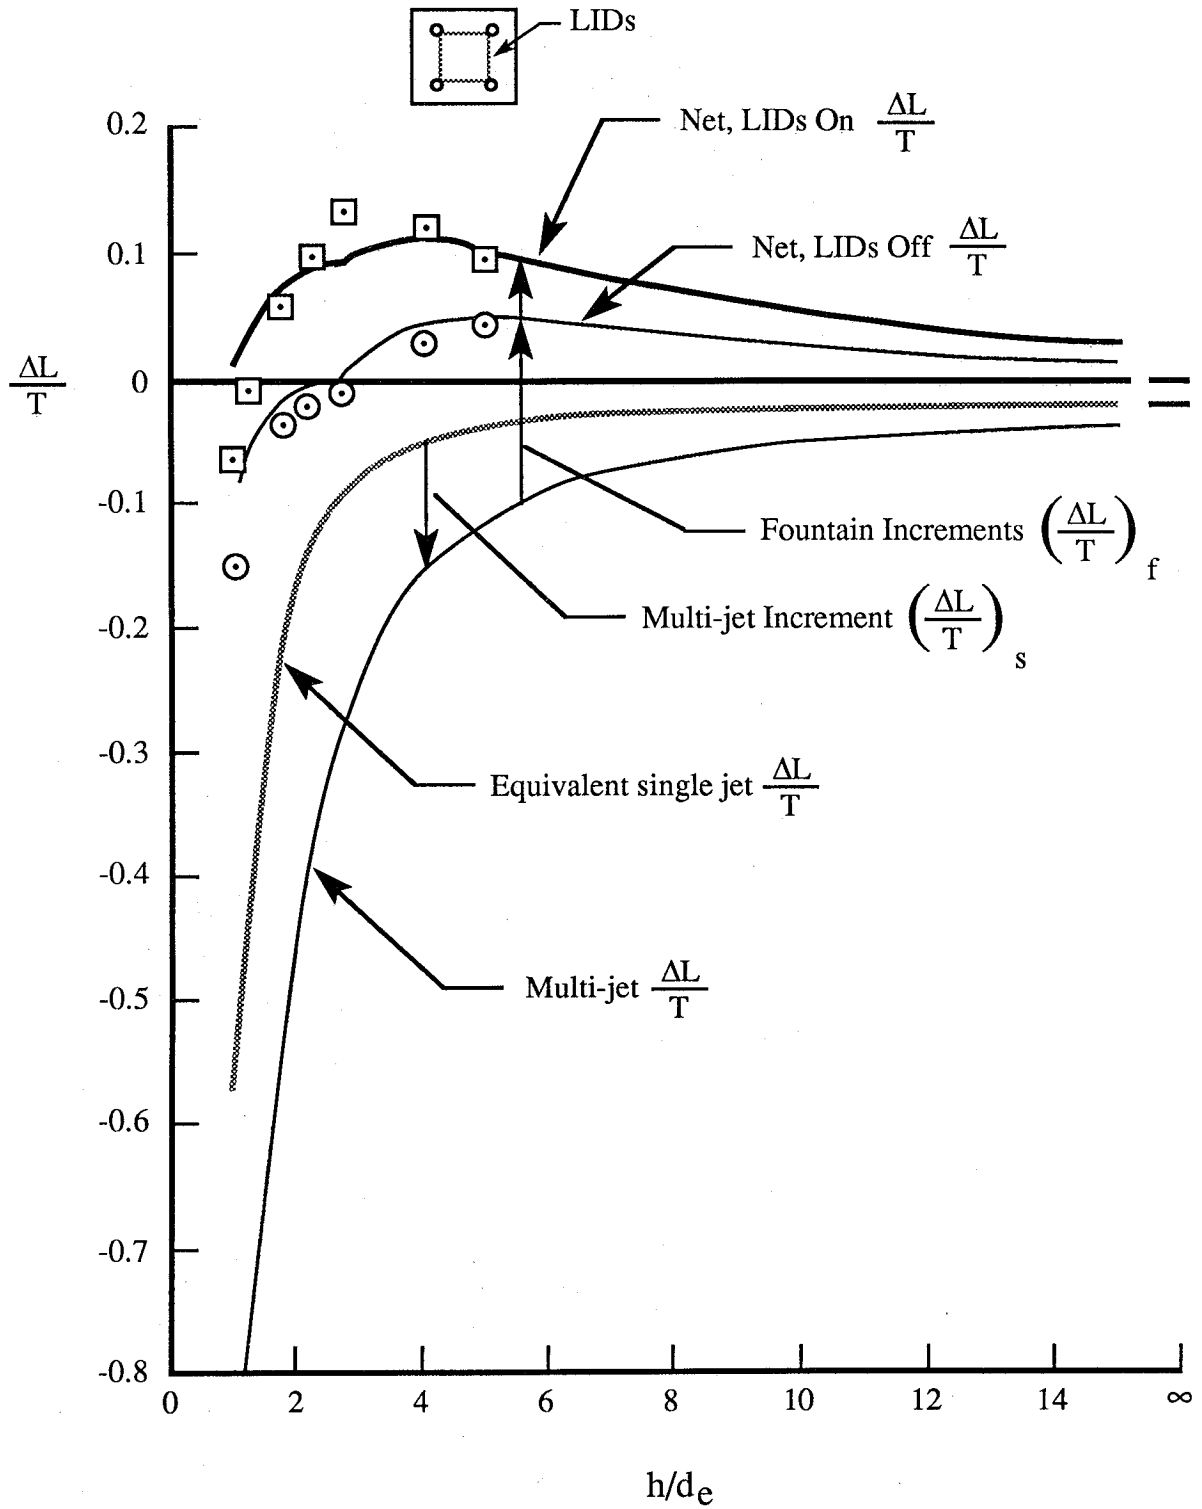 LIDs
Net, LIDs On ΔL/T
Net, LIDs Off ΔL/T
ΔL/T
0.2
0.1
0
-0.1
-0.2
-0.3
-0.4
-0.5
-0.6
-0.7
-0.8
Fountain Increments (ΔL/T)f
Multi-jet Increment (ΔL/T)s
Equivalent single jet ΔL/T
Multi-jet ΔL/T
0 2 4 6 8 10 12 14 ∞
h/de